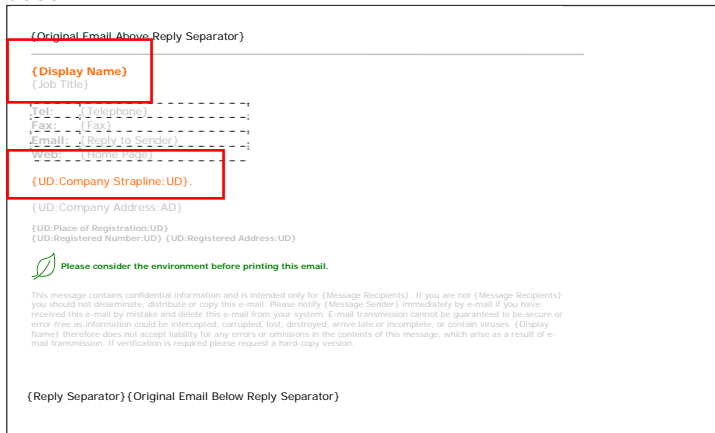 {Original Email Above Reply Separator}
{Display Name}
{Job Title}
Tel: {Telephone}
Fax: {Fax}
Email: {Reply to Sender}
Web: {Home Page}
{UD:Company Strapline:UD}.
{UD:Company Address:AD}
{UD:Place of Registration:UD}
{UD:Registered Number:UD} {UD:Registered Address:UD}
Please consider the environment before printing this email.
This message contains confidential information and is intended only for {Message Recipients}. If you are not {Message Recipients}
you should not disseminate, distribute or copy this e-mail. Please notify {Message Sender} immediately by e-mail if you have
received this e-mail by mistake and delete this e-mail from your system. E-mail transmission cannot be guaranteed to be secure or
error-free as information could be intercepted, corrupted, lost, destroyed, arrive late or incomplete, or contain viruses. {Display
Name} therefore does not accept liability for any errors or omissions in the contents of this message, which arise as a result of e-
mail transmission. If verification is required please request a hard-copy version.
{Reply Separator}{Original Email Below Reply Separator}